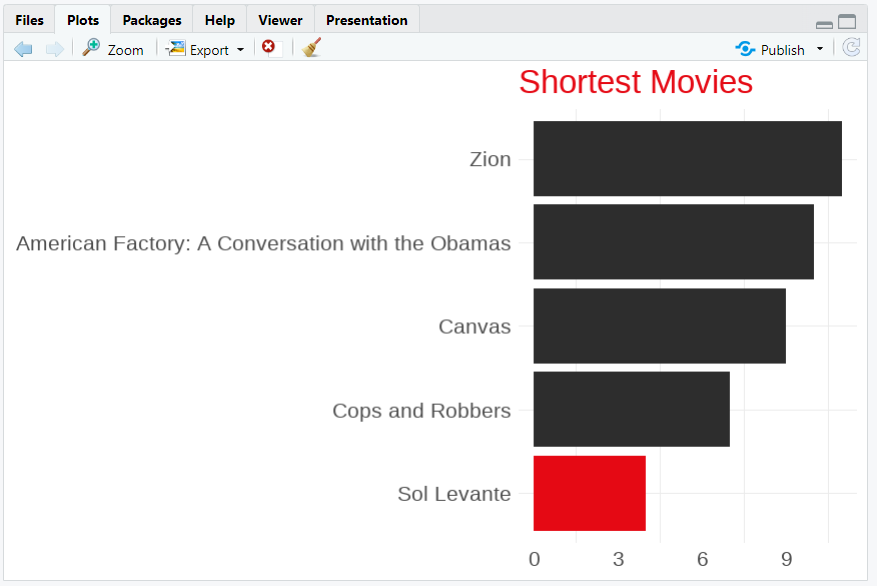 Files Plots Packages Help Viewer Presentation
Zoom Export Publish
Shortest Movies
Zion
American Factory: A Conversation with the Obamas
Canvas
Cops and Robbers
Sol Levante
0 3 6 9